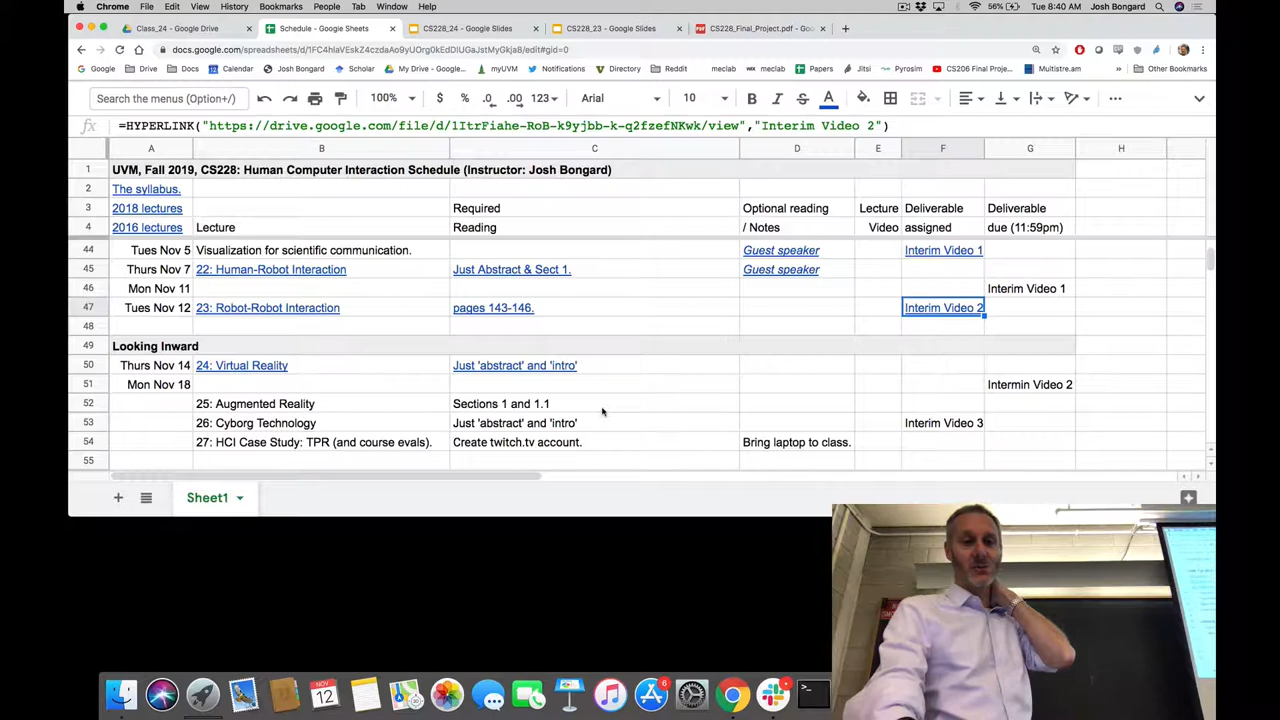 Chrome File Edit View History Bookmarks People Tab Window Help 56% Tue 8:40 AM Josh Bongard
Class_24 - Google Drive Schedule - Google Sheets CS228_24 - Google Slides CS228_23 - Google Slides CS228_Final_Project.pdf - Goo
docs.google.com/spreadsheets/d/1FC4hlaVEskZ4czdaAo9yUOrg0kEdDIUGaJstMyGkja8/edit#gid=0
Reading Drive Docs Calendar Josh Bongard Scholar My Drive - Google... myUVM Notifications Directory Reddit meclab meclab Papers Jitsi Pyrosim CS206 Final Proje... Multistre.am » Other Bookmarks
Search the menus (Option+/) 100% $ % .0 .00 123 Arial 10 B I S A
fx =HYPERLINK("https://drive.google.com/file/d/1ItrFiahe-RoB-k9yjbb-k-q2fzefNKwk/view","Interim Video 2")
A B C D E F G H
1 UVM, Fall 2019, CS228: Human Computer Interaction Schedule (Instructor: Josh Bongard)
2 The syllabus.
3 2018 lectures Required Optional reading Lecture Deliverable Deliverable
4 2016 lectures Lecture Reading / Notes Video assigned due (11:59pm)
44 Tues Nov 5 Visualization for scientific communication. Guest speaker Interim Video 1
45 Thurs Nov 7 22: Human-Robot Interaction Just Abstract & Sect 1. Guest speaker
46 Mon Nov 11 Interim Video 1
47 Tues Nov 12 23: Robot-Robot Interaction pages 143-146. Interim Video 2
48
49 Looking Inward
50 Thurs Nov 14 24: Virtual Reality Just 'abstract' and 'intro'
51 Mon Nov 18 Intermin Video 2
52 25: Augmented Reality Sections 1 and 1.1
53 26: Cyborg Technology Just 'abstract' and 'intro' Interim Video 3
54 27: HCI Case Study: TPR (and course evals). Create twitch.tv account. Bring laptop to class.
55
Sheet1
NOV
12
6